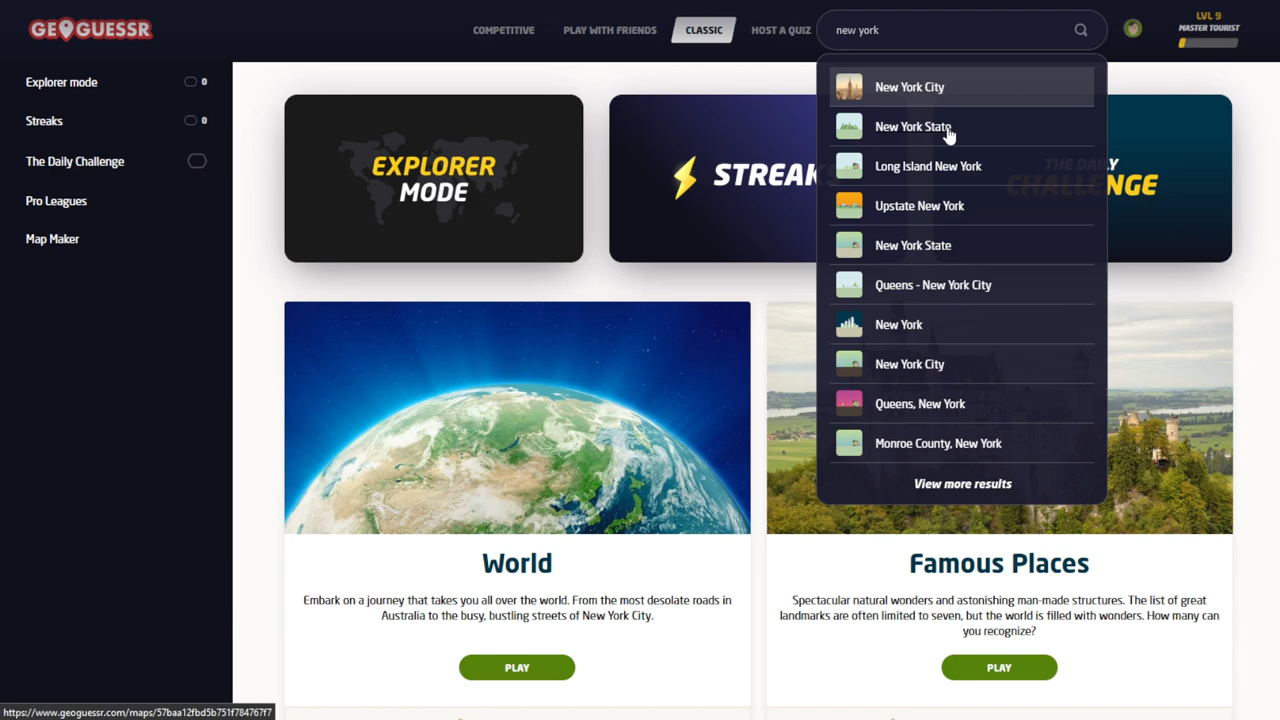 GEOGUESSR
COMPETITIVE
PLAY WITH FRIENDS
CLASSIC
HOST A QUIZ
new york
LVL 9
MASTER TOURIST
Explorer mode
0
Streaks
0
The Daily Challenge
Pro Leagues
Map Maker
EXPLORER
MODE
STREAK
THE DAILY
CHALLENGE
New York City
New York State
Long Island New York
Upstate New York
New York State
Queens - New York City
New York
New York City
Queens, New York
Monroe County, New York
View more results
World
Embark on a journey that takes you all over the world. From the most desolate roads in
Australia to the busy, bustling streets of New York City.
PLAY
Famous Places
Spectacular natural wonders and astonishing man-made structures. The list of great
landmarks are often limited to seven, but the world is filled with wonders. How many can
you recognize?
PLAY
https://www.geoguessr.com/maps/57baa12fbd5b751f784767f7